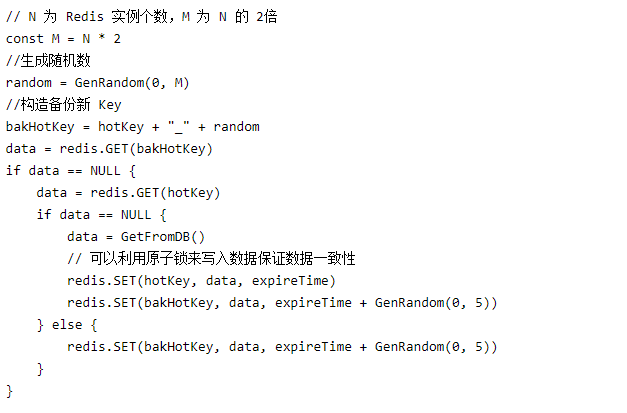 // N 为 Redis 实例个数，M 为 N 的 2倍
const M = N * 2
//生成随机数
random = GenRandom(0, M)
//构造备份新 Key
bakHotKey = hotKey + "_" + random
data = redis.GET(bakHotKey)
if data == NULL {
    data = redis.GET(hotKey)
    if data == NULL {
        data = GetFromDB()
        // 可以利用原子锁来写入数据保证数据一致性
        redis.SET(hotKey, data, expireTime)
        redis.SET(bakHotKey, data, expireTime + GenRandom(0, 5))
    } else {
        redis.SET(bakHotKey, data, expireTime + GenRandom(0, 5))
    }
}